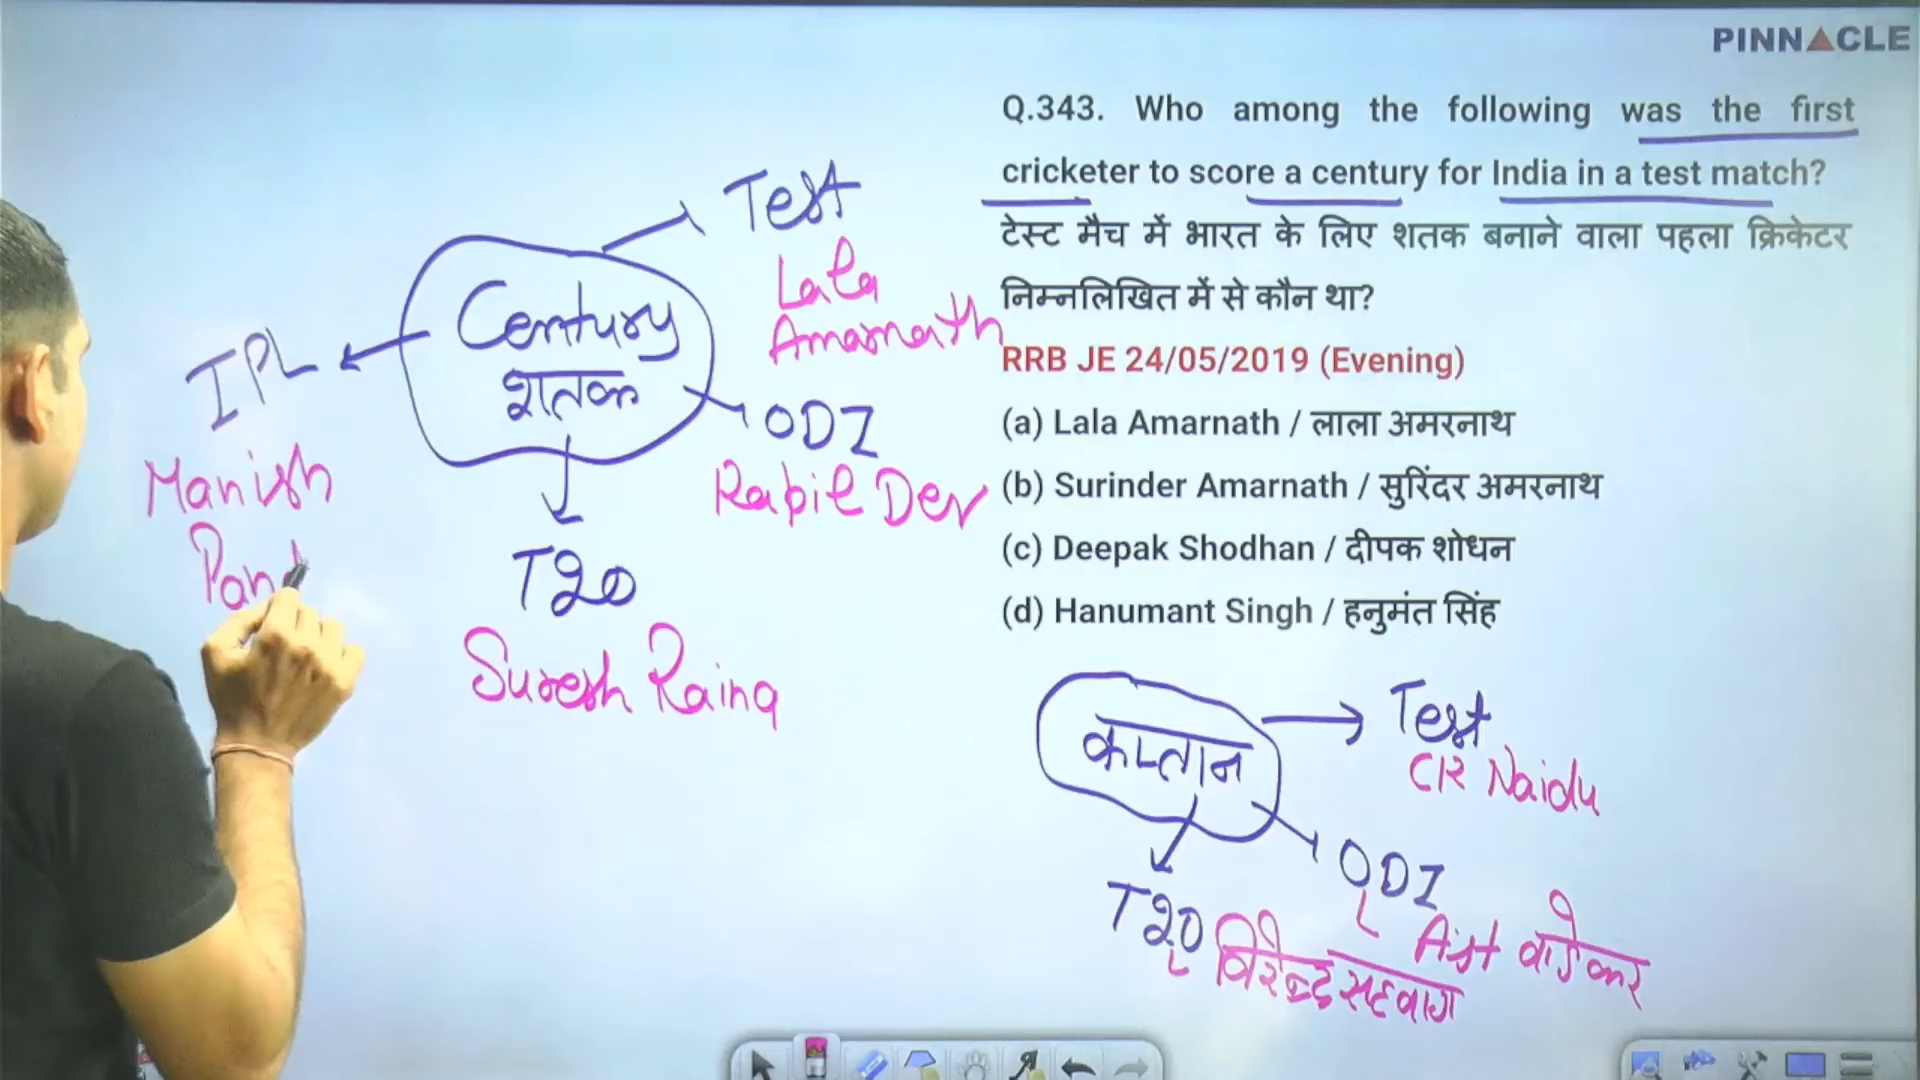 PINNACLE
Q.343. Who among the following was the first
cricketer to score a century for India in a test match?
टेस्ट मैच में भारत के लिए शतक बनाने वाला पहला क्रिकेटर
निम्नलिखित में से कौन था?
RRB JE 24/05/2019 (Evening)
(a) Lala Amarnath / लाला अमरनाथ
(b) Surinder Amarnath / सुरिंदर अमरनाथ
(c) Deepak Shodhan / दीपक शोधन
(d) Hanumant Singh / हनुमंत सिंह
Century
शतक
Test
Lala
Amarnath
ODI
Kapil Dev
T20
Suresh Raina
IPL
Manish
Pan
कप्तान
Test
CK Naidu
ODI
Ajit वाडेकर
T20
विरेन्द्र सहवाग